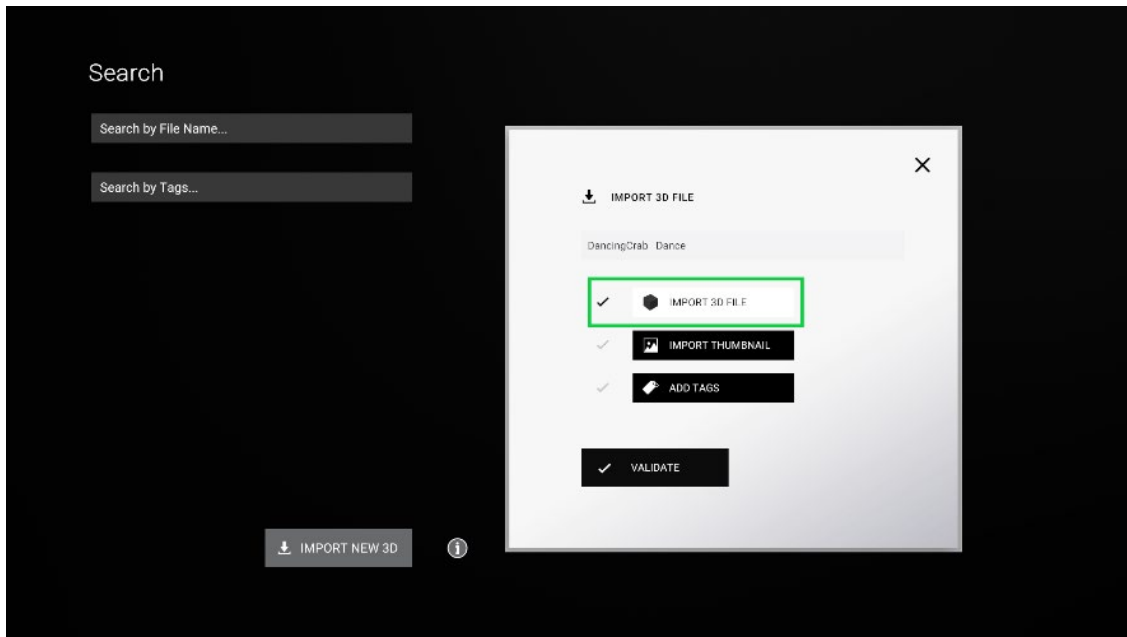 Search
Search by File Name...
Search by Tags...
IMPORT 3D FILE
DancingCrab Dance
IMPORT 3D FILE
IMPORT THUMBNAIL
ADD TAGS
VALIDATE
IMPORT NEW 3D